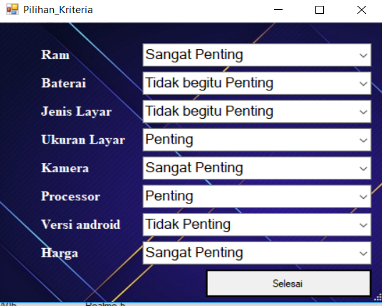 Pilihan_Kriteria
Ram Sangat Penting
Baterai Tidak begitu Penting
Jenis Layar Tidak begitu Penting
Ukuran Layar Penting
Kamera Sangat Penting
Processor Penting
Versi android Tidak Penting
Harga Sangat Penting
Selesai